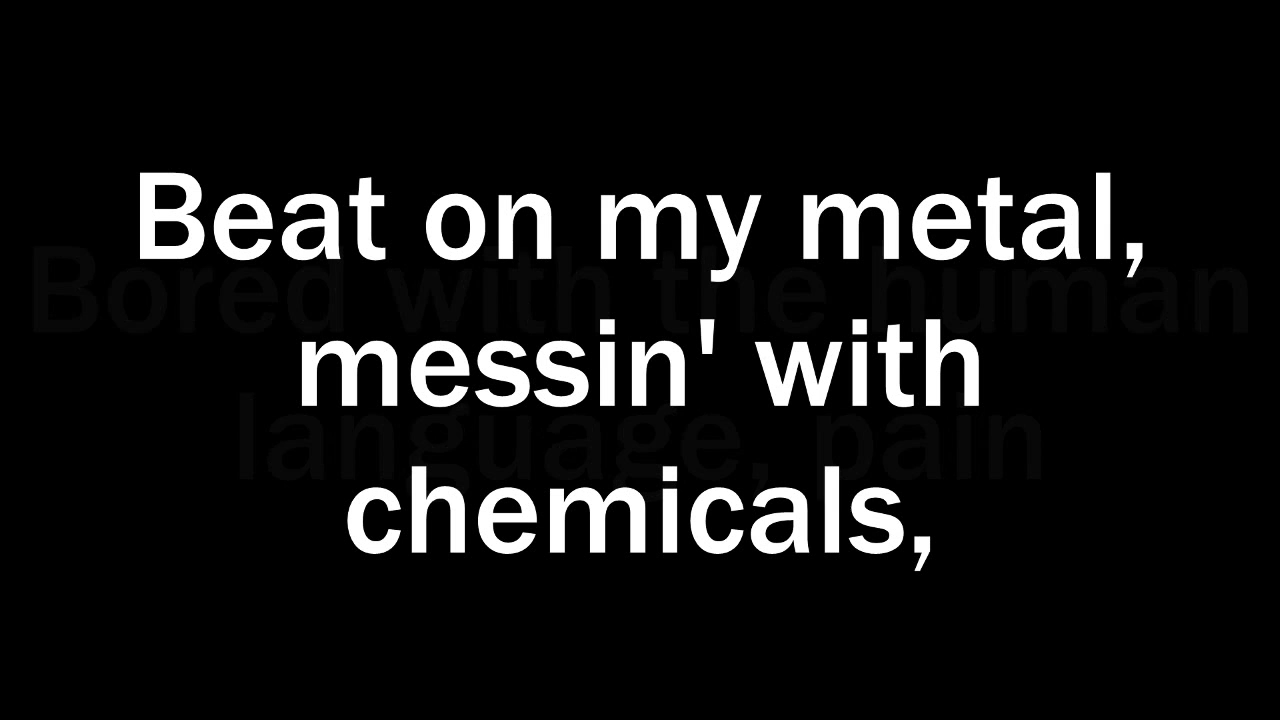 Beat on my metal,
Bored with the human
messin' with
language, pain
chemicals,